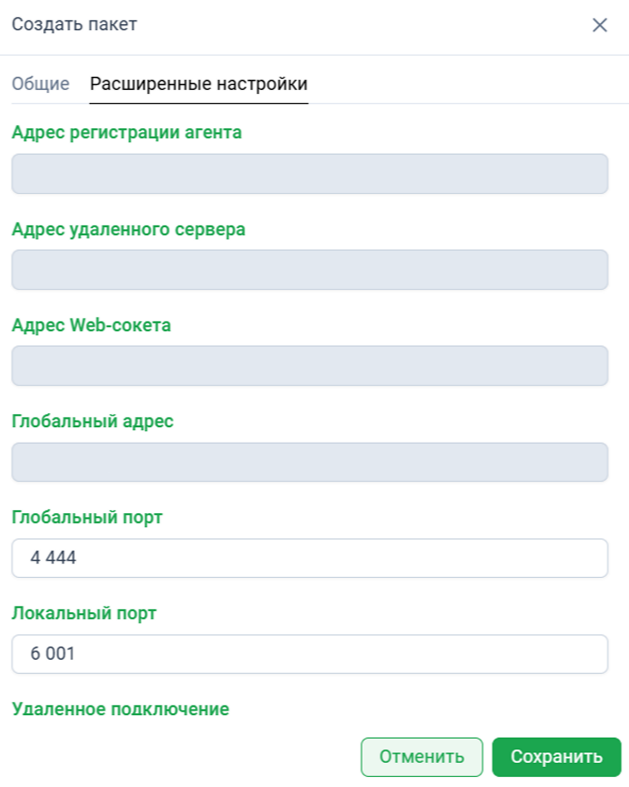 Создать пакет
Общие Расширенные настройки
Адрес регистрации агента
Адрес удаленного сервера
Адрес Web-сокета
Глобальный адрес
Глобальный порт
4 444
Локальный порт
6 001
Удаленное подключение
Отменить Сохранить